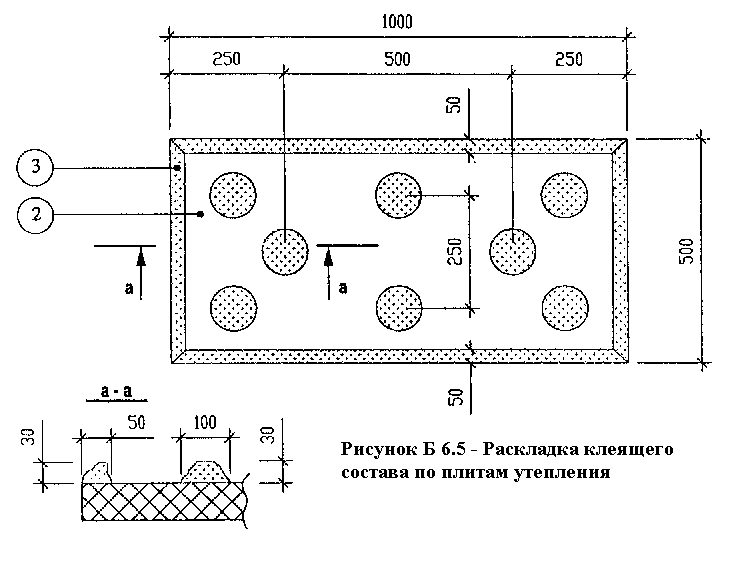 1000
250 500 250
50
3
2
250
500
а а
50
а - а
30 50 100 30
Рисунок Б 6.5 - Раскладка клеящего
состава по плитам утепления